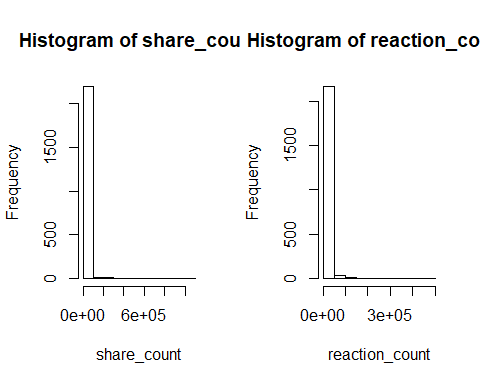 Histogram of share_cou
Frequency
0
500
1500
0e+00
6e+05
share_count
Histogram of reaction_co
Frequency
0
500
1500
0e+00
3e+05
reaction_count